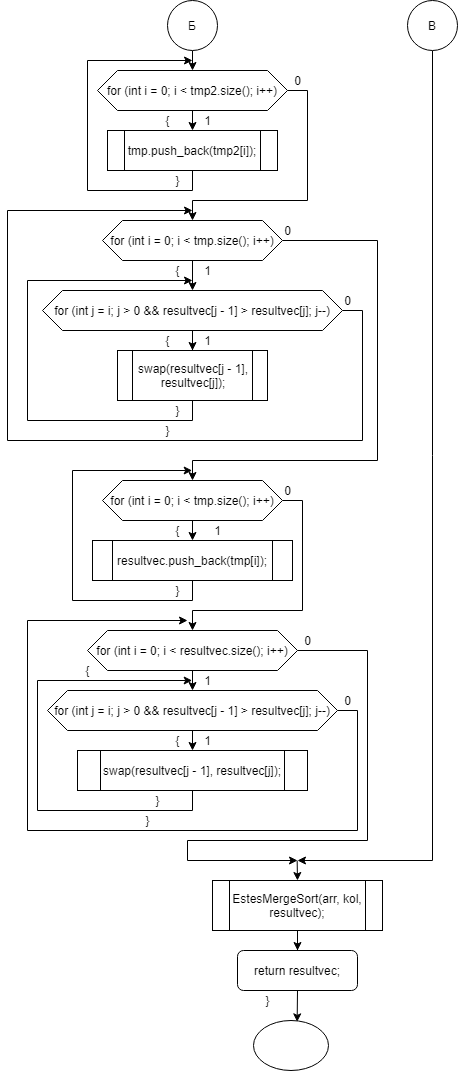 Б
В
for (int i = 0; i < tmp2.size(); i++)
0
{
1
tmp.push_back(tmp2[i]);
}
for (int i = 0; i < tmp.size(); i++)
0
{
1
for (int j = i; j > 0 && resultvec[j - 1] > resultvec[j]; j--)
0
{
1
swap(resultvec[j - 1],
resultvec[j]);
}
}
for (int i = 0; i < tmp.size(); i++)
0
{
1
resultvec.push_back(tmp[i]);
}
for (int i = 0; i < resultvec.size(); i++)
0
{
1
for (int j = i; j > 0 && resultvec[j - 1] > resultvec[j]; j--)
0
{
1
swap(resultvec[j - 1], resultvec[j]);
}
}
EstesMergeSort(arr, kol,
resultvec);
return resultvec;
}